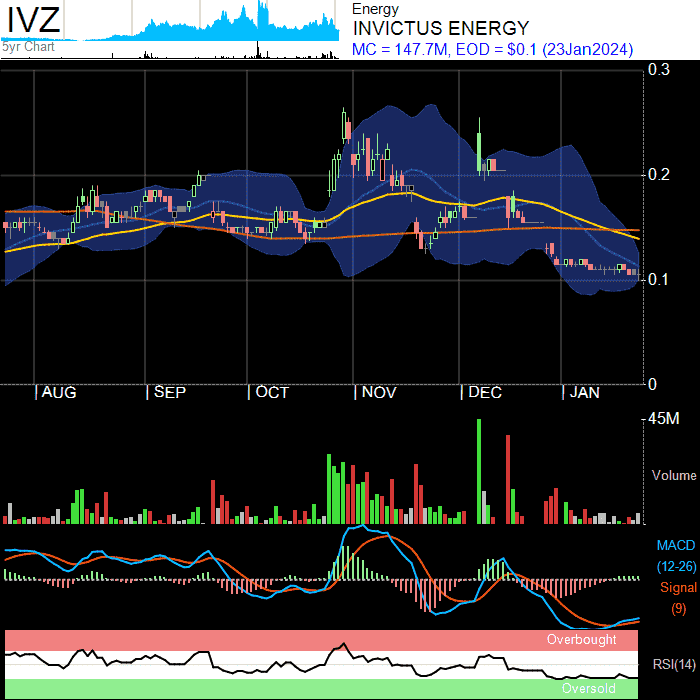 IVZ
5yr Chart
Energy
INVICTUS ENERGY
MC = 147.7M, EOD = $0.1 (23Jan2024)
0.3
0.2
0.1
0
| AUG | SEP | OCT | NOV | DEC | JAN
45M
Volume
MACD
(12-26)
Signal
(9)
Overbought
RSI(14)
Oversold